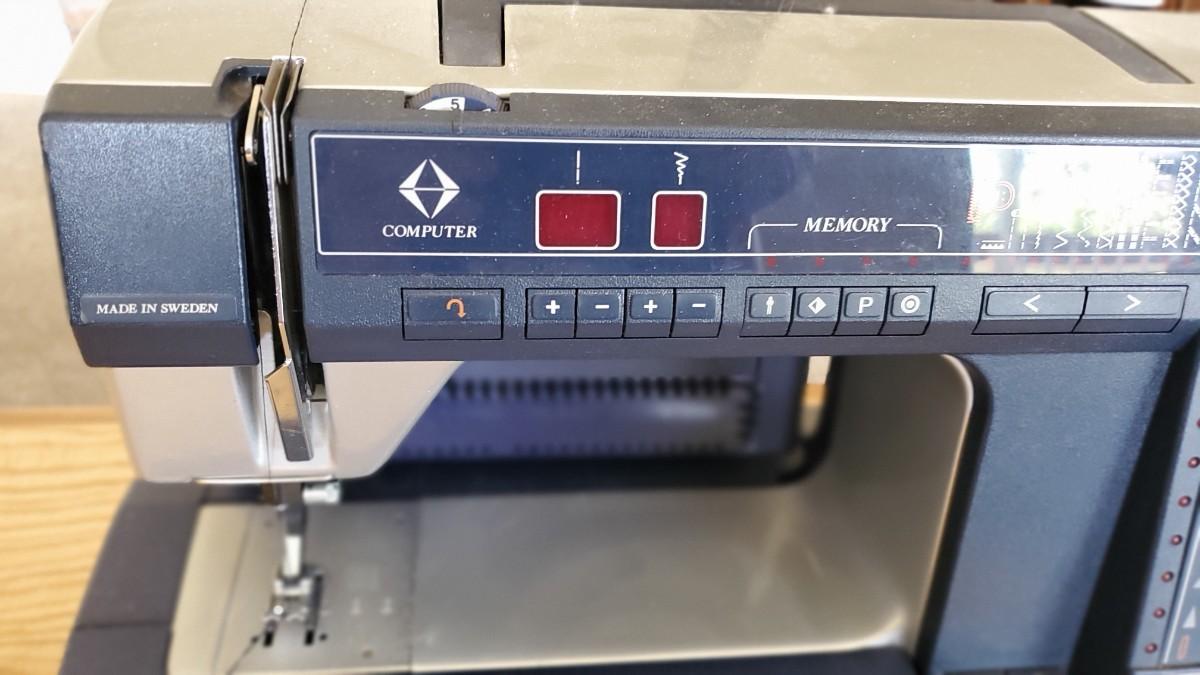 5
COMPUTER
MEMORY
MADE IN SWEDEN
+ − + − P < >